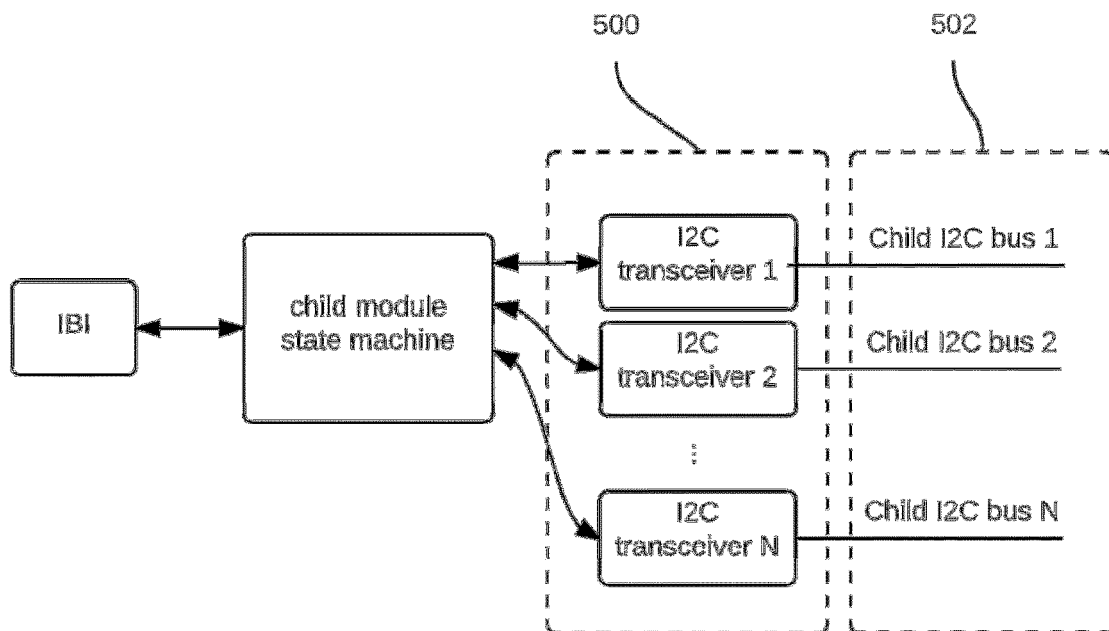 500
502
IBI
child module
state machine
I2C
transceiver 1
Child I2C bus 1
I2C
transceiver 2
Child I2C bus 2
...
I2C
transceiver N
Child I2C bus N